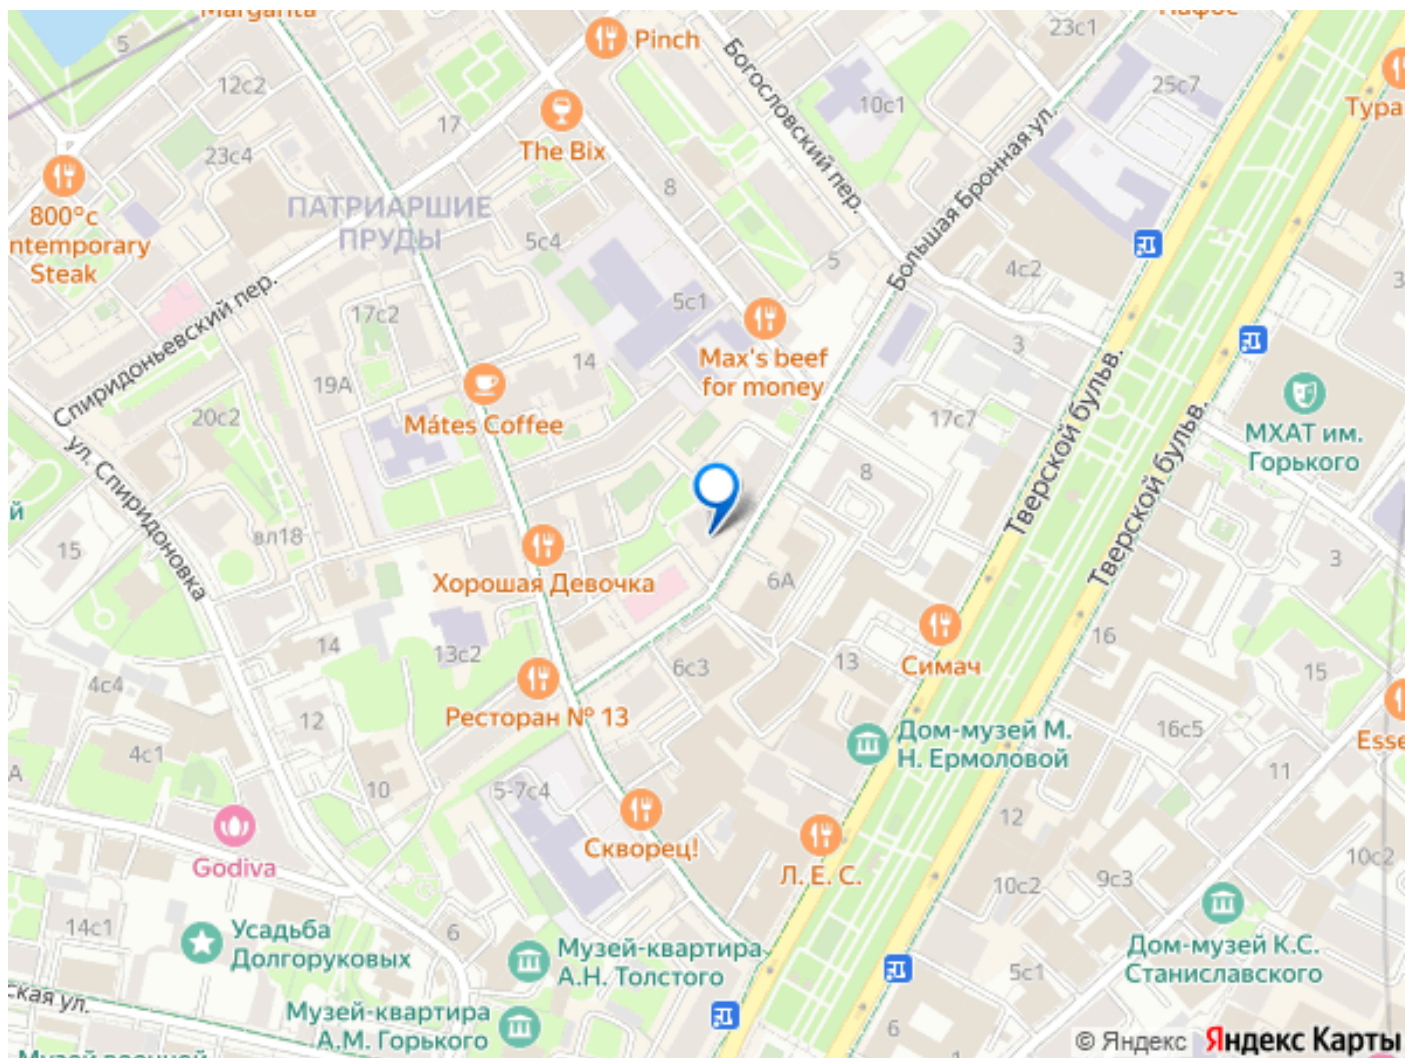 Margarita
Пафос
5
Pinch
23с1
12с2
Богословский пер.
25с7
17
10с1
Тура
The Bix
23с4
Большая Бронная ул.
8
800°с
ntemporary
Steak
ПАТРИАРШИЕ
ПРУДЫ
5с4
5
4с2
Спиридоньевский пер.
17с2
5с1
3
14
Max's beef
for money
19А
Mátes Coffee
20с2
17с7
Тверской бульв.
МХАТ им.
Горького
ул. Спиридоновка
8
Тверской бульв.
й
15
вл18
3
Хорошая Девочка
6А
14
13с2
6с3
13
Симач
16
15
4с4
12
Ресторан № 13
Дом-музей М.
Н. Ермоловой
16с5
Esse
4с1
11
А
10
5-7с4
12
Скворец!
Godiva
Л. Е. С.
10с2
10с2
9с3
14с1
Усадьба
Долгоруковых
6
Музей-квартира
А.Н. Толстого
Дом-музей К.С.
Станиславского
5с1
ская ул.
Музей-квартира
А.М. Горького
6
© Яндекс Яндекс Карты
Музей военной